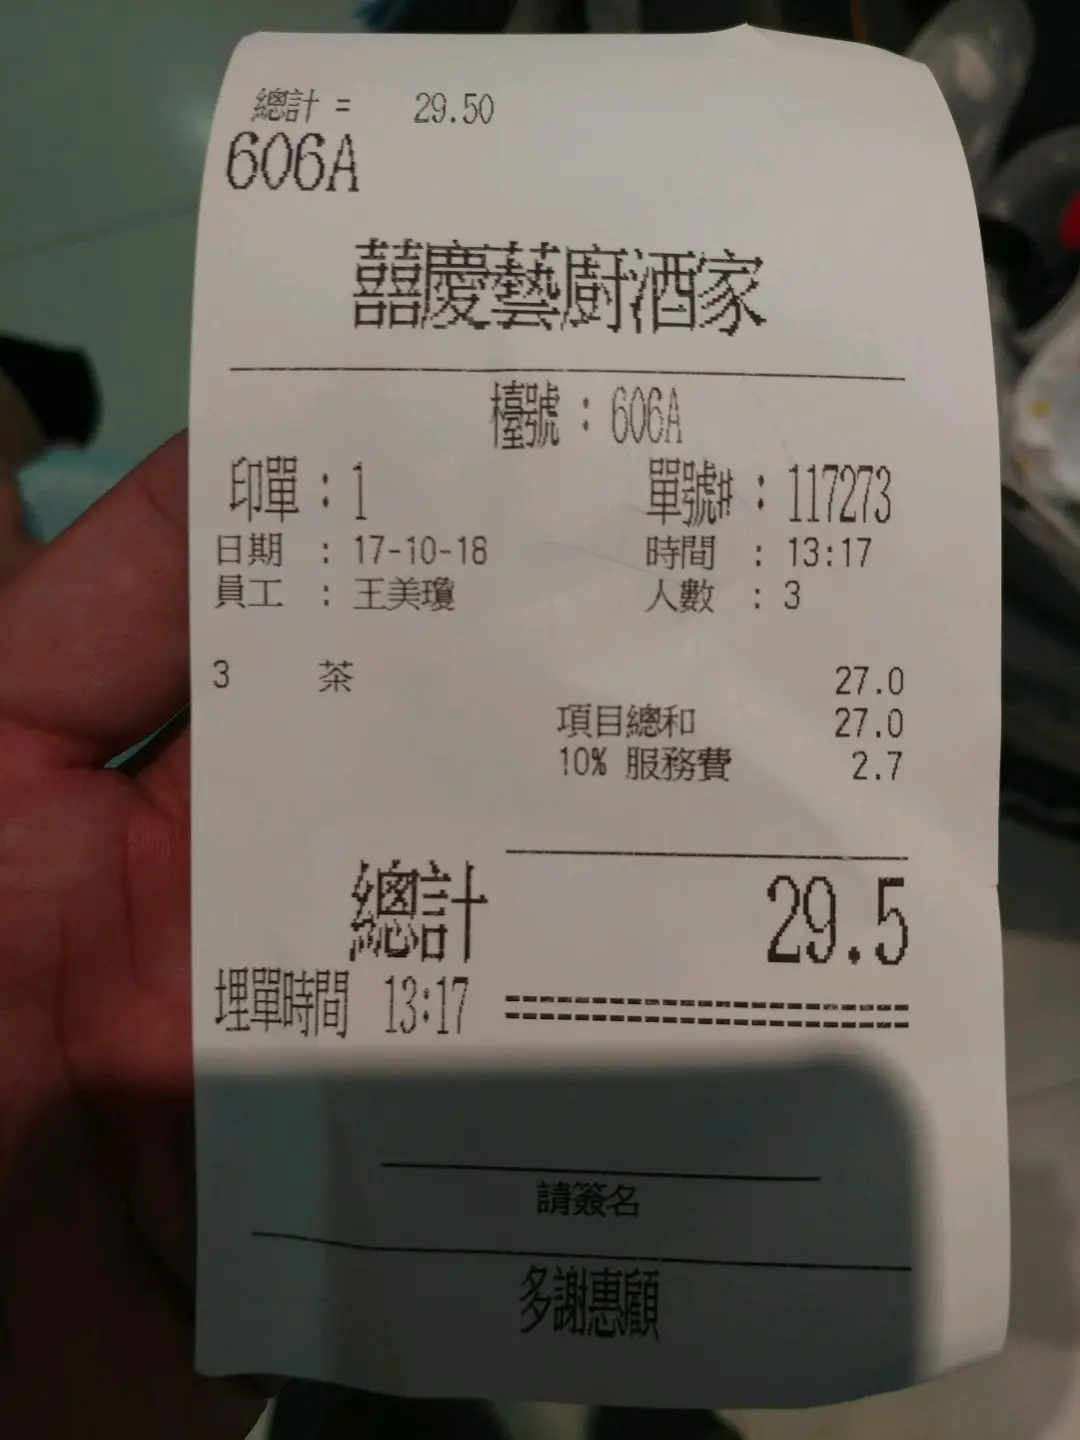 總計 = 29.50
606A
囍慶藝廚酒家
檯號 : 606A
印單 : 1 單號# : 117273
日期 : 17-10-18 時間 : 13:17
員工 : 王美瓊 人數 : 3
3 茶 27.0
項目總和 27.0
10% 服務費 2.7
總計 29.5
埋單時間 13:17 ========================
請簽名
多謝惠顧